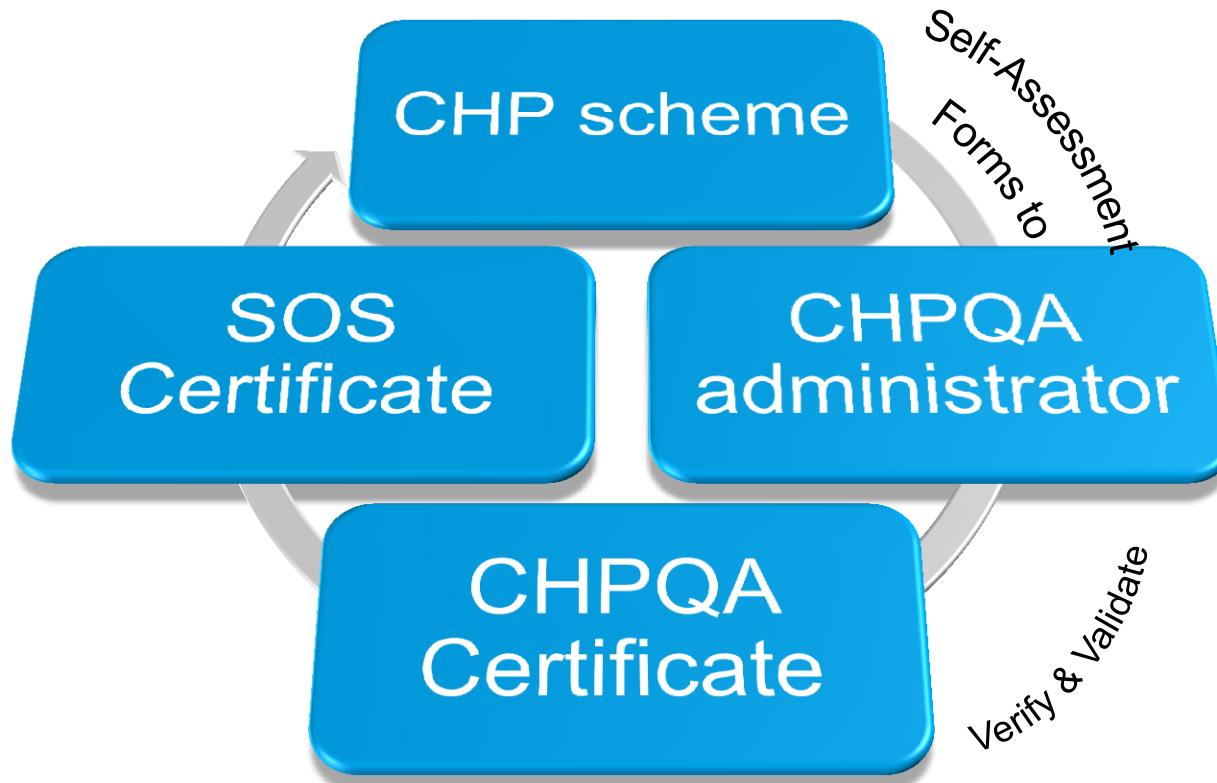 CHP scheme
Self-Assessment
Forms to
CHPQA
administrator
Verify & Validate
CHPQA
Certificate
SOS
Certificate